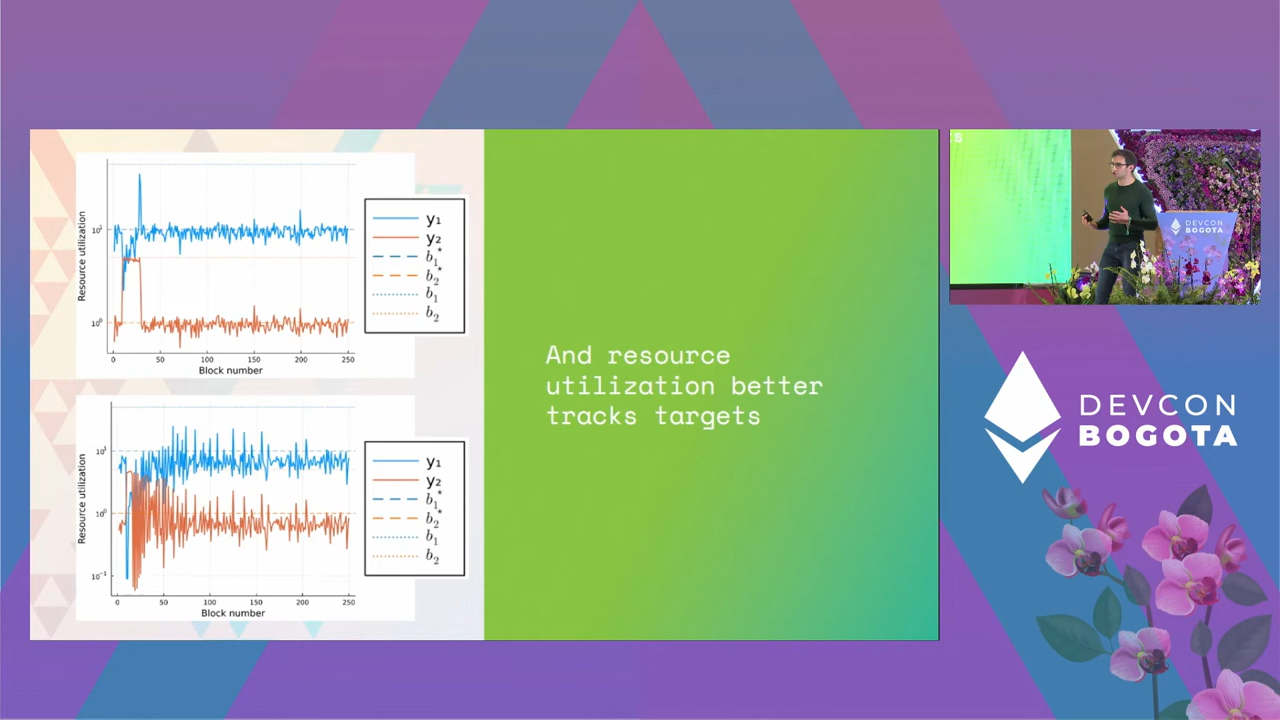 Resource utilization
10¹
10⁰
0 50 100 150 200 250
Block number
y₁
y₂
b₁*
b₂*
b₁
b₂
Resource utilization
10¹
10⁰
10⁻¹
0 50 100 150 200 250
Block number
y₁
y₂
b₁*
b₂*
b₁
b₂
And resource
utilization better
tracks targets
S
DEVCON
BOGOTA
DEVCON
BOGOTA